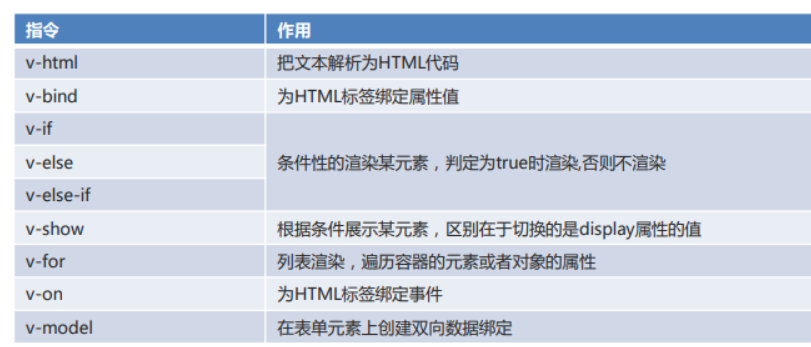 指令 作用
v-html 把文本解析为HTML代码
v-bind 为HTML标签绑定属性值
v-if
v-else 条件性的渲染某元素，判定为true时渲染,否则不渲染
v-else-if
v-show 根据条件展示某元素，区别在于切换的是display属性的值
v-for 列表渲染，遍历容器的元素或者对象的属性
v-on 为HTML标签绑定事件
v-model 在表单元素上创建双向数据绑定